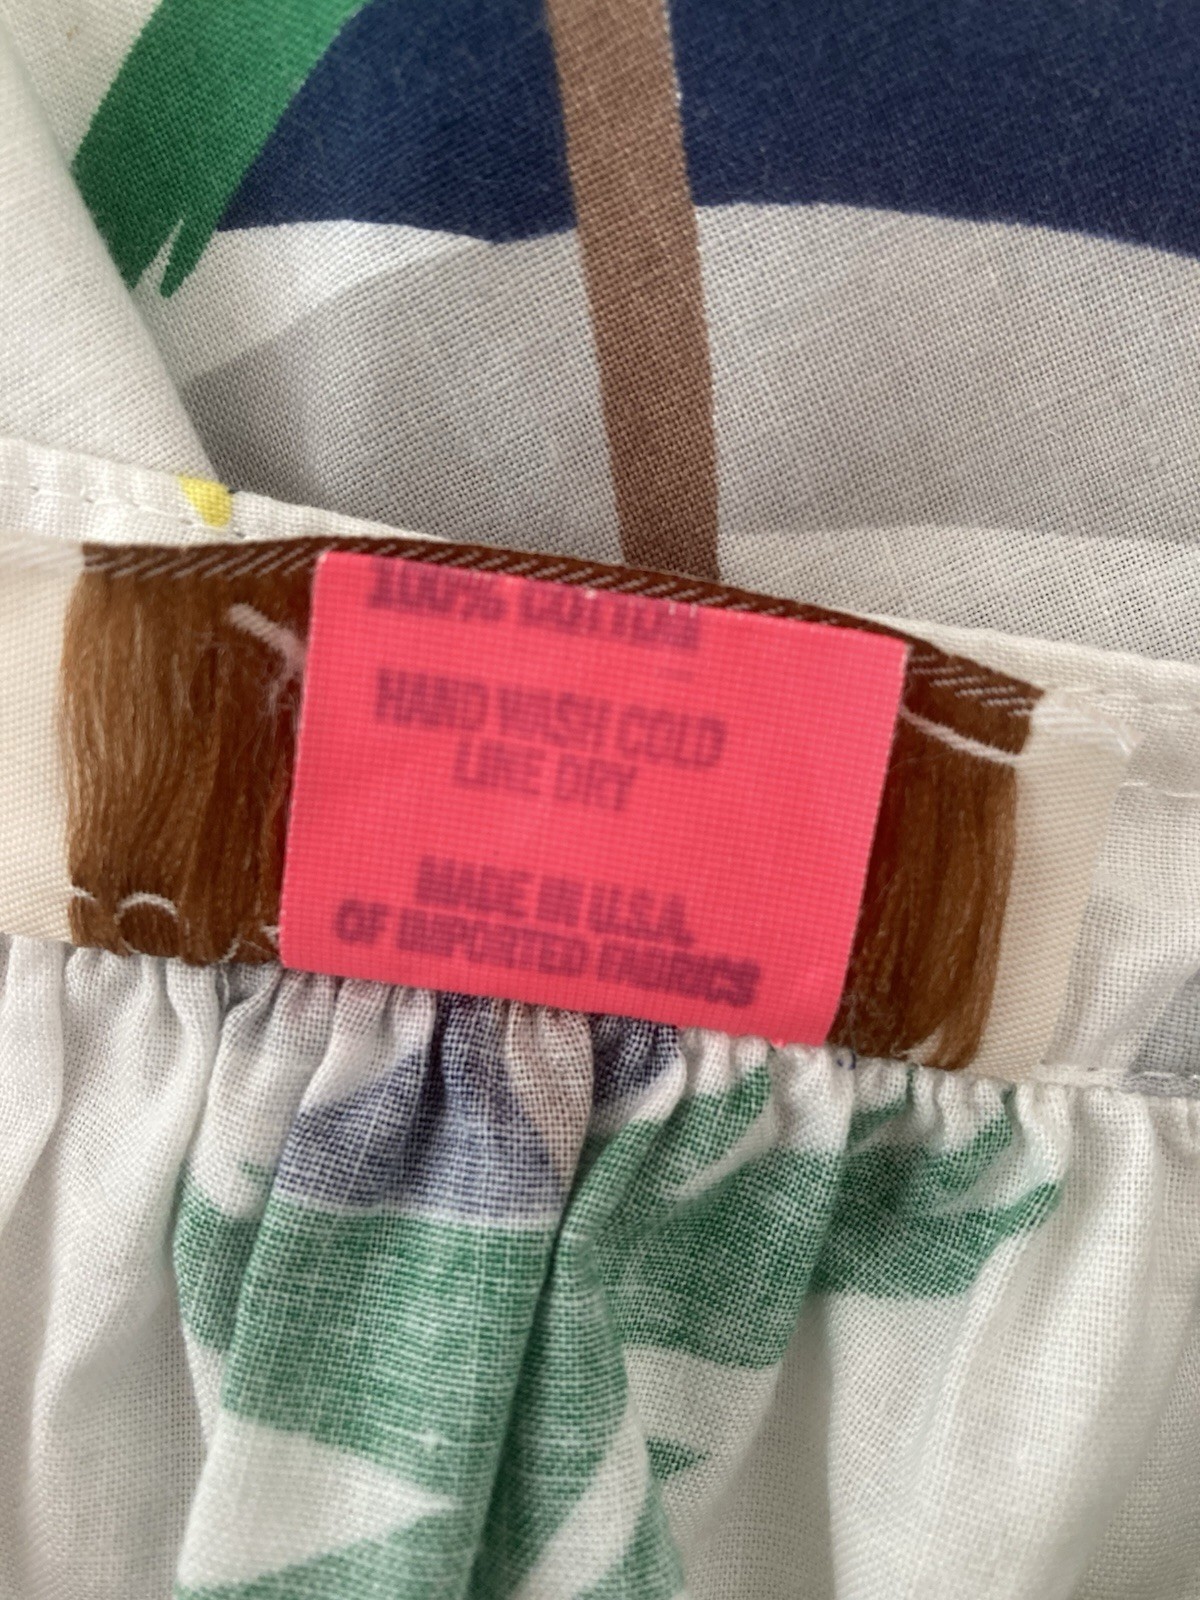 100% COTTON
HAND WASH COLD
LINE DRY
MADE IN U.S.A.
OF IMPORTED FABRICS